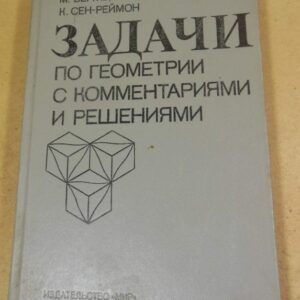 М.
К. СЕН-РЕЙМОН
ЗАДАЧИ
ПО ГЕОМЕТРИИ
С КОММЕНТАРИЯМИ
И РЕШЕНИЯМИ
ИЗДАТЕЛЬСТВО «МИР»